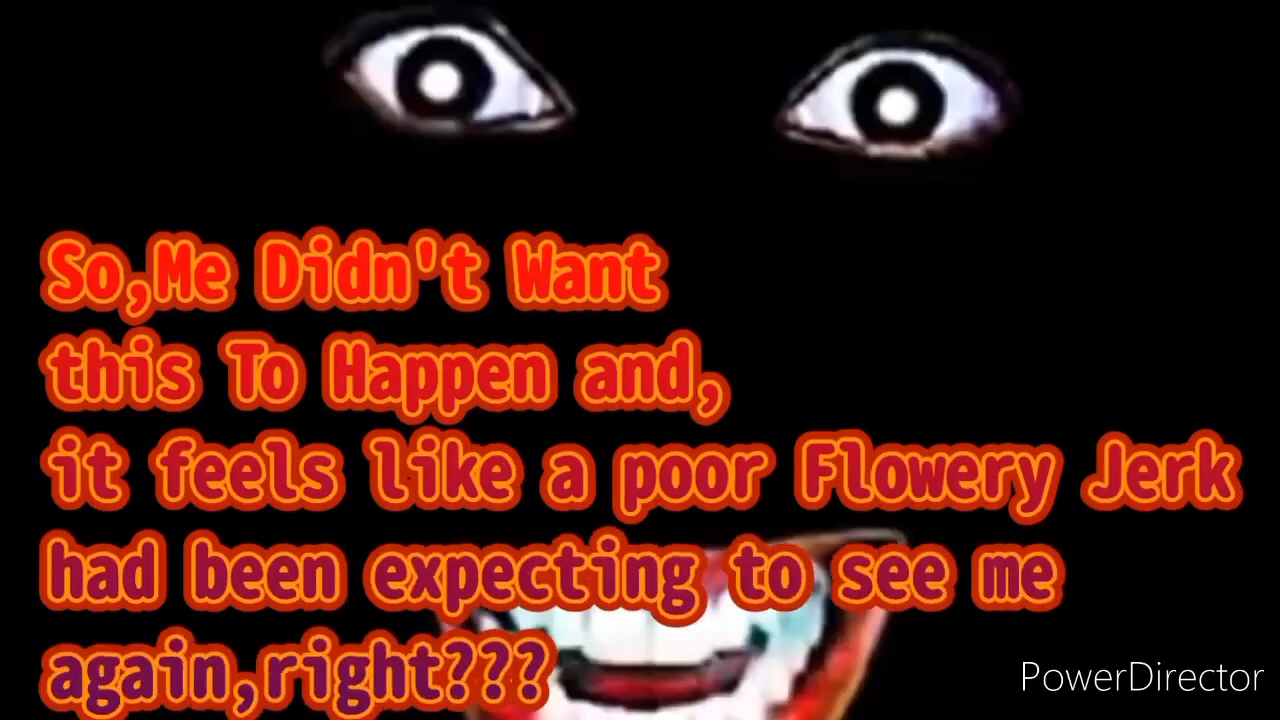 So,Me Didn't Want
this To Happen and,
it feels like a poor Flowery Jerk
had been expecting to see me
again,right???
PowerDirector